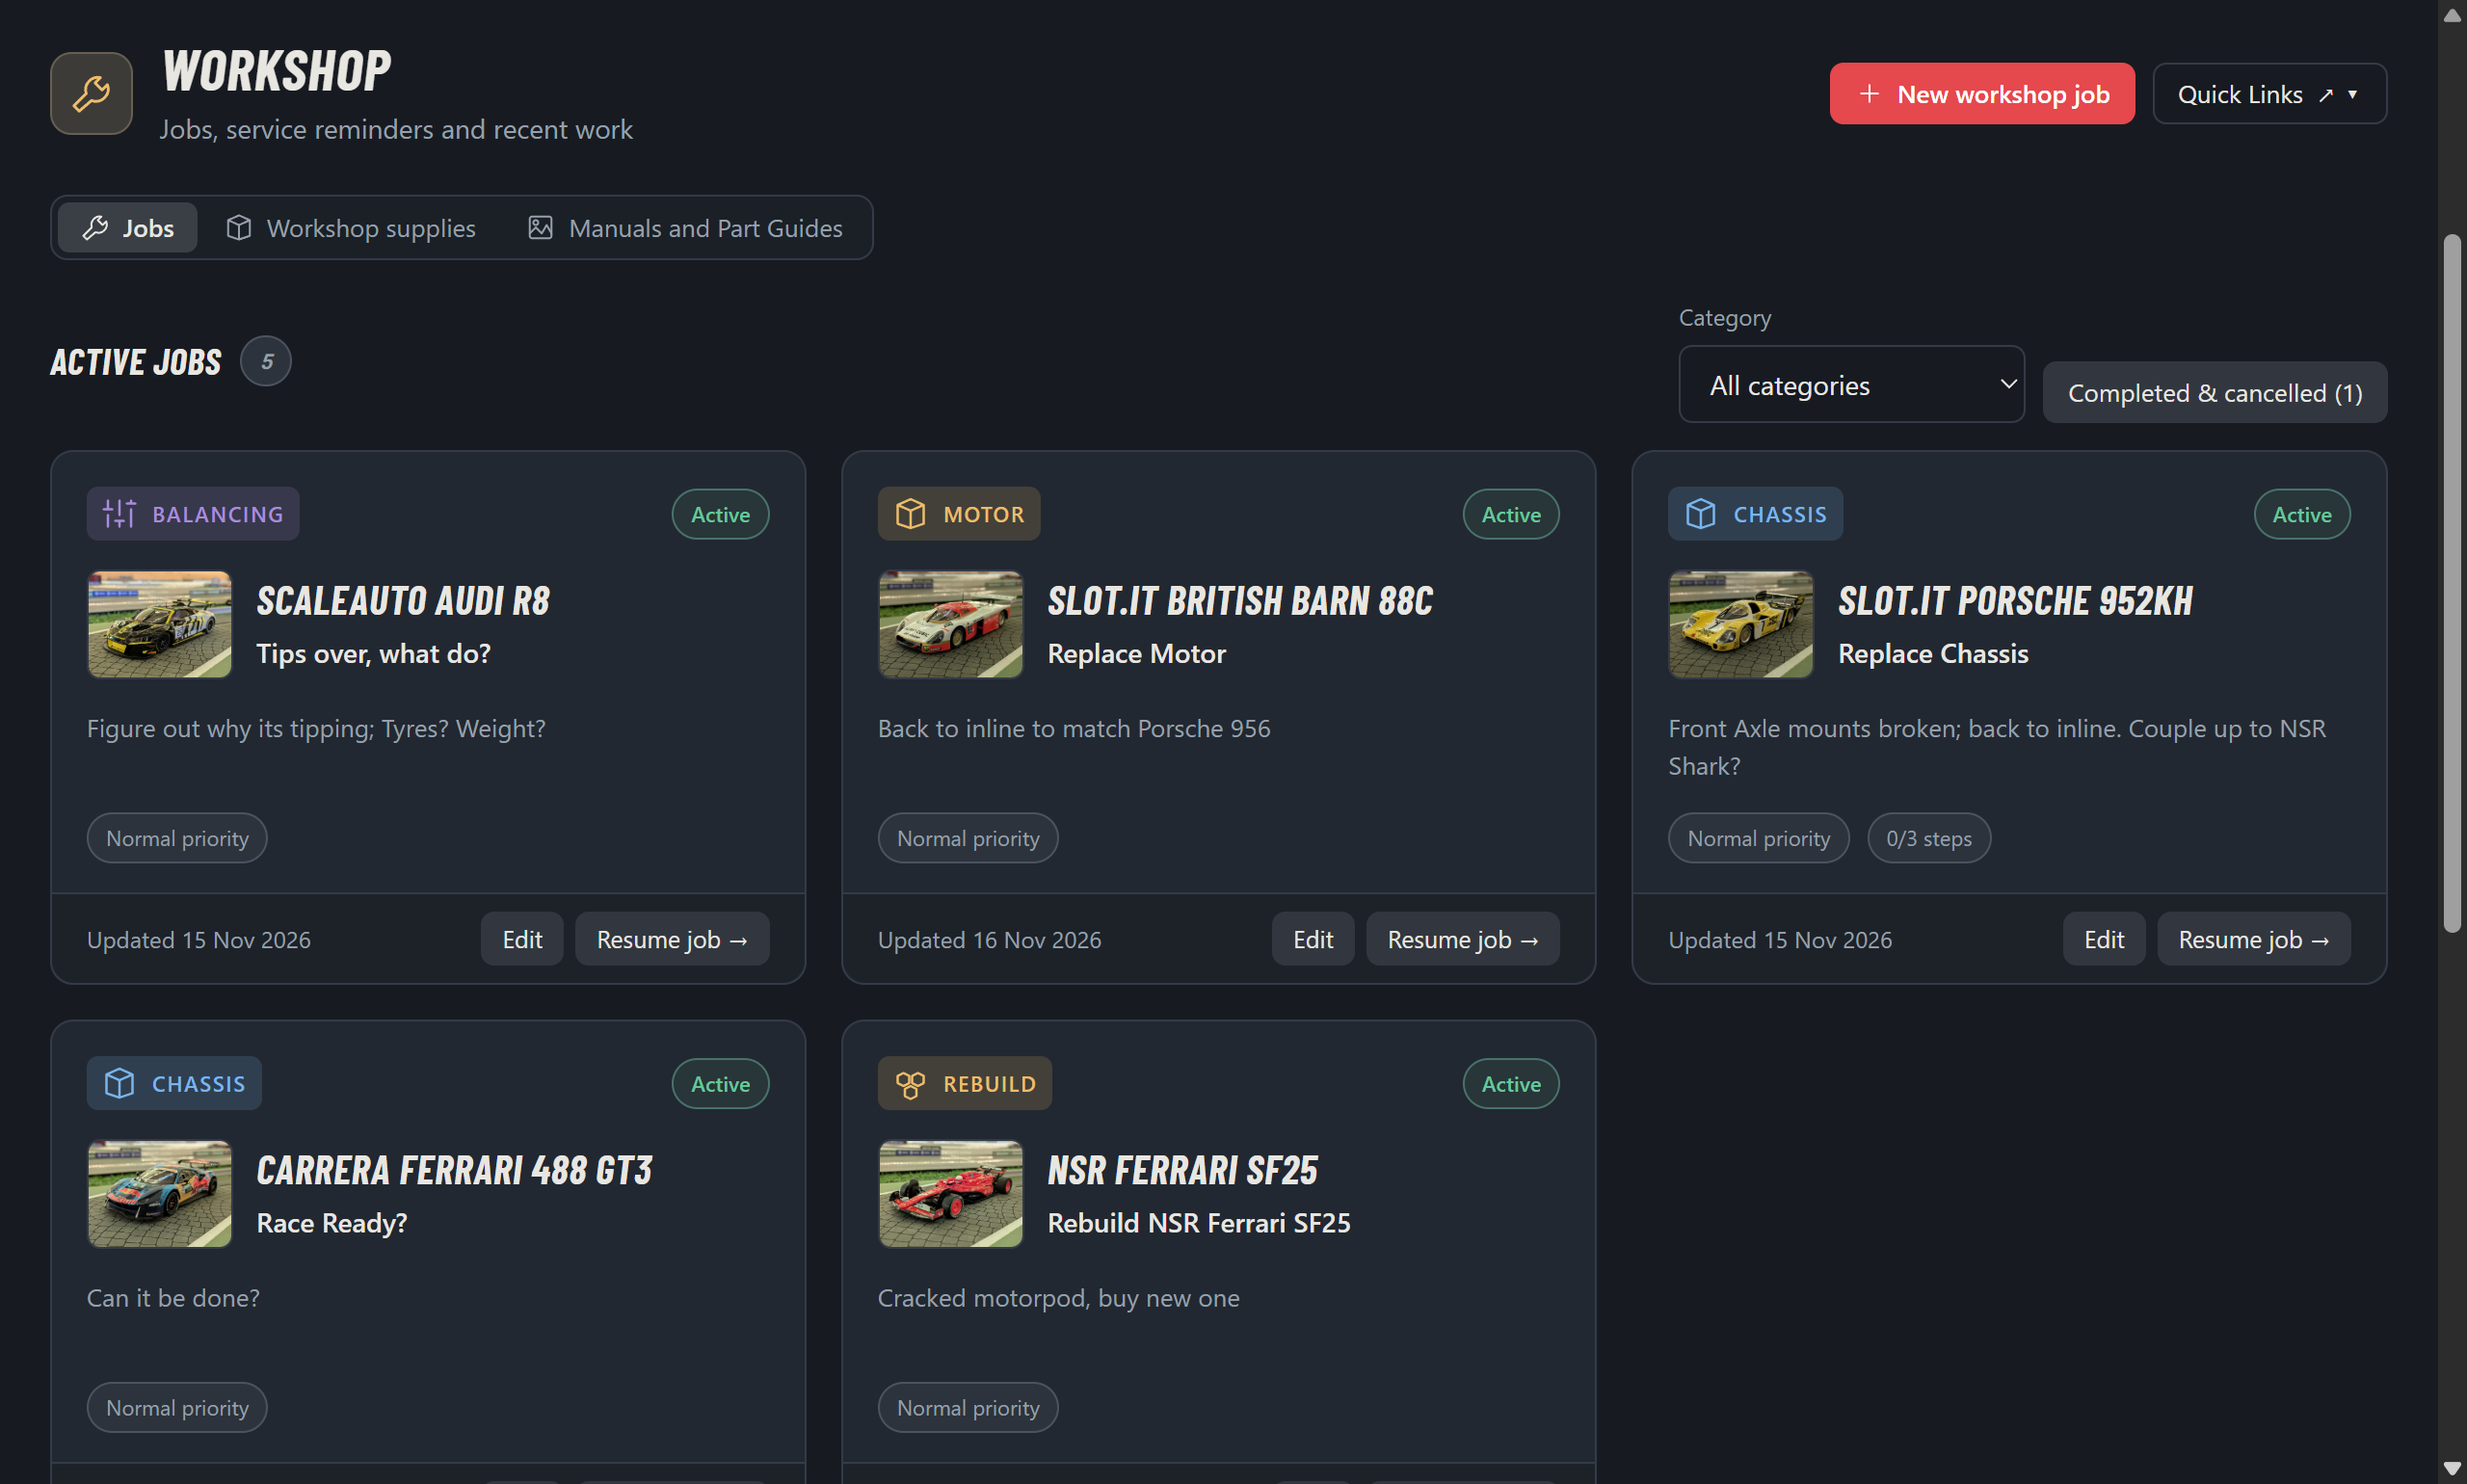 WORKSHOP
Jobs, service reminders and recent work
+ New workshop job
Quick Links ↗ ▼
Jobs
Workshop supplies
Manuals and Part Guides
ACTIVE JOBS 5
Category
All categories
Completed & cancelled (1)
BALANCING
Active
SCALEAUTO AUDI R8
Tips over, what do?
Figure out why its tipping; Tyres? Weight?
Normal priority
Updated 15 Nov 2026
Edit
Resume job →
MOTOR
Active
SLOT.IT BRITISH BARN 88C
Replace Motor
Back to inline to match Porsche 956
Normal priority
Updated 16 Nov 2026
Edit
Resume job →
CHASSIS
Active
SLOT.IT PORSCHE 952KH
Replace Chassis
Front Axle mounts broken; back to inline. Couple up to NSR
Shark?
Normal priority
0/3 steps
Updated 15 Nov 2026
Edit
Resume job →
CHASSIS
Active
CARRERA FERRARI 488 GT3
Race Ready?
Can it be done?
Normal priority
REBUILD
Active
NSR FERRARI SF25
Rebuild NSR Ferrari SF25
Cracked motorpod, buy new one
Normal priority